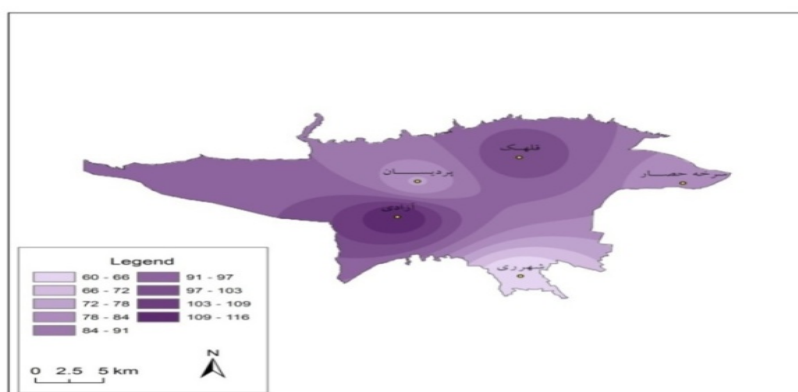 قلهک
پردیسان
سرخه حصار
آزادی
شهرری
Legend
60 - 66
91 - 97
66 - 72
97 - 103
72 - 78
103 - 109
78 - 84
109 - 116
84 - 91
N
0 2.5 5 km